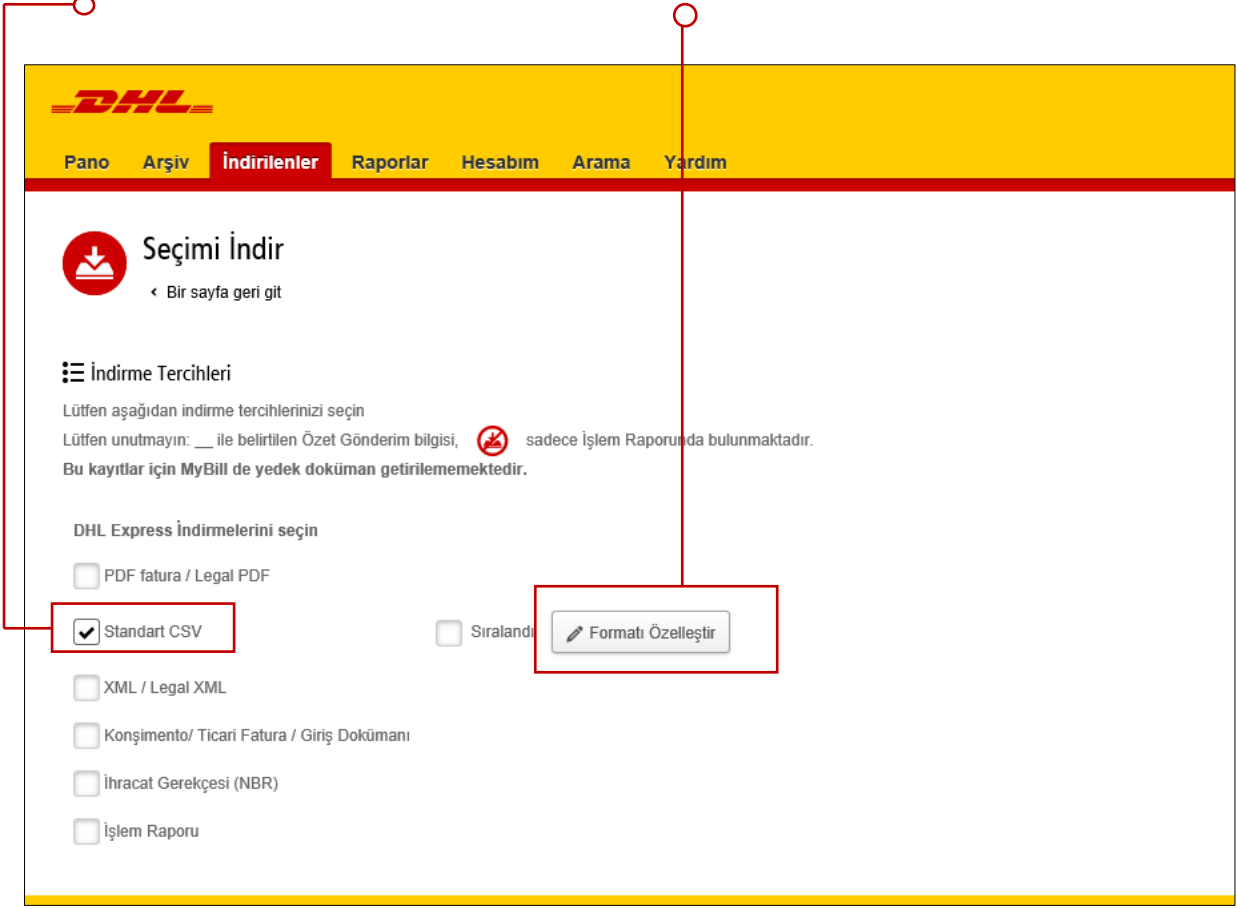 DHL
Pano Arşiv İndirilenler Raporlar Hesabım Arama Yardım
Seçimi İndir
‹ Bir sayfa geri git
İndirme Tercihleri
Lütfen aşağıdan indirme tercihlerinizi seçin
Lütfen unutmayın: __ ile belirtilen Özet Gönderim bilgisi, sadece İşlem Raporunda bulunmaktadır.
Bu kayıtlar için MyBill de yedek doküman getirilememektedir.
DHL Express İndirmelerini seçin
PDF fatura / Legal PDF
Standart CSV Sıralandı Formatı Özelleştir
XML / Legal XML
Konşimento/ Ticari Fatura / Giriş Dokümanı
İhracat Gerekçesi (NBR)
İşlem Raporu